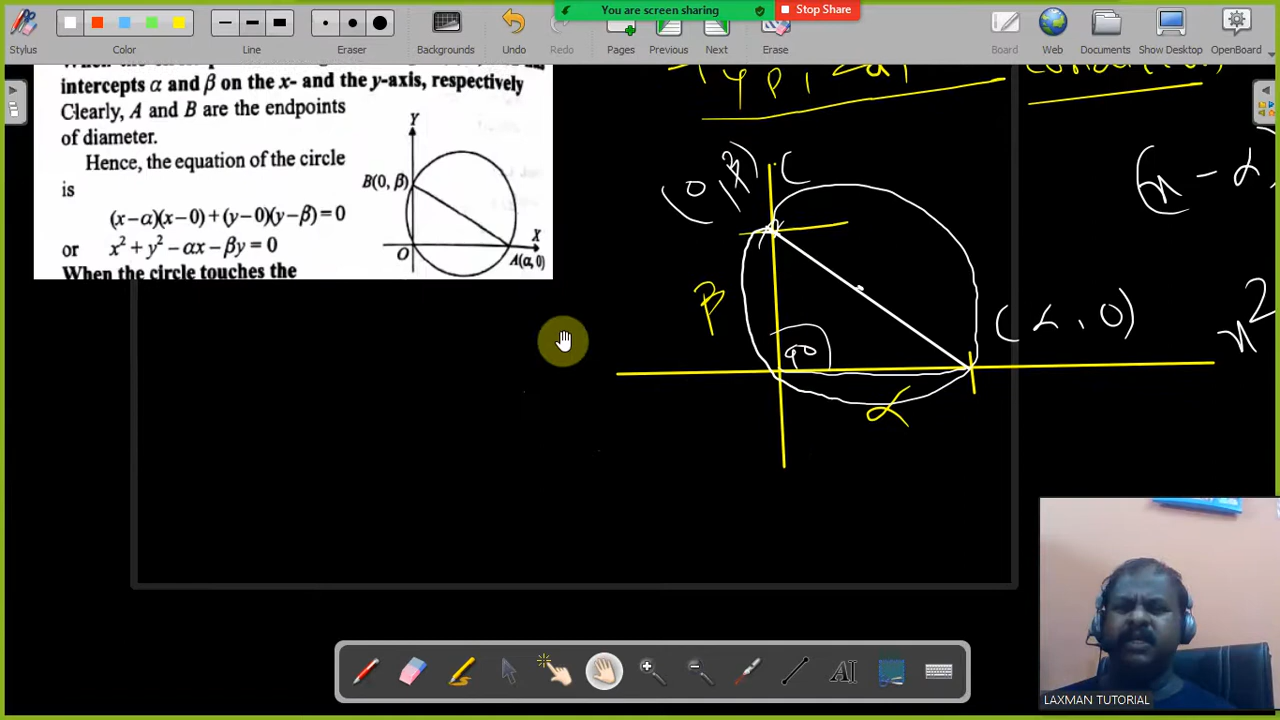 You are screen sharing
Stop Share
Stylus
Color
Line
Eraser
Backgrounds
Undo
Redo
Pages
Previous
Next
Erase
Board
Web
Documents
Show Desktop
OpenBoard
intercepts α and β on the x- and the y-axis, respectively
Clearly, A and B are the endpoints
of diameter.
Hence, the equation of the circle
is
(x–α)(x–0)+(y–0)(y–β)=0
or x² + y² – αx – βy = 0
When the circle touches the
Y
B(0, β)
X
O
A(α, 0)
(0, β)
C
β
90
(α, 0)
α
(x - α
x²
LAXMAN TUTORIAL